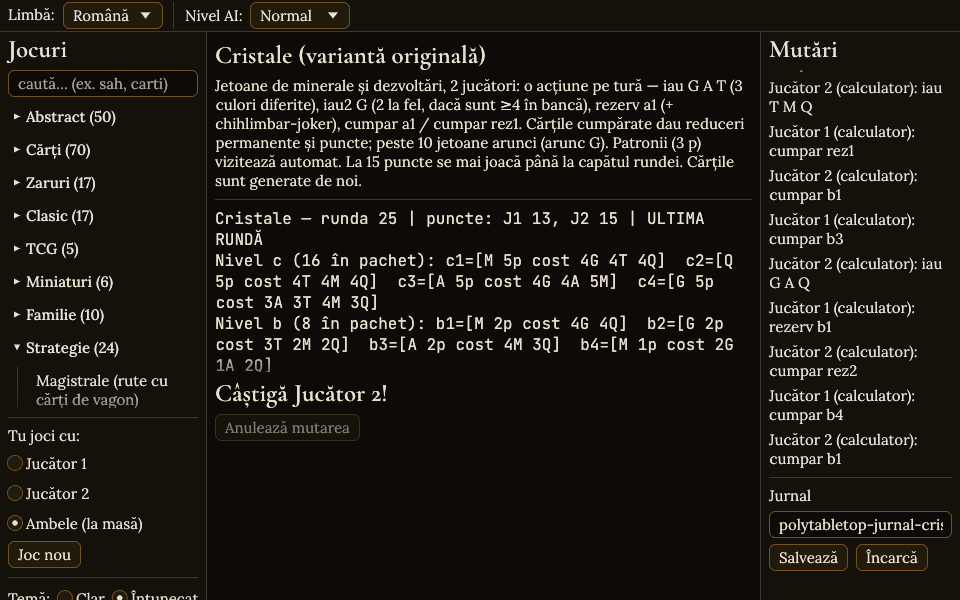 Limbă:
Română
Nivel AI:
Normal
Jocuri
caută... (ex. sah, carti)
Abstract (50)
Cărți (70)
Zaruri (17)
Clasic (17)
TCG (5)
Miniaturi (6)
Familie (10)
Strategie (24)
Magistrale (rute cu
cărți de vagon)
Tu joci cu:
Jucător 1
Jucător 2
Ambele (la masă)
Joc nou
Temă: Clar Întunecat
Cristale (variantă originală)
Jetoane de minerale și dezvoltări, 2 jucători: o acțiune pe tură — iau G A T (3
culori diferite), iau2 G (2 la fel, dacă sunt ≥4 în bancă), rezerv a1 (+
chihlimbar-joker), cumpar a1 / cumpar rez1. Cărțile cumpărate dau reduceri
permanente și puncte; peste 10 jetoane arunci (arunc G). Patronii (3 p)
vizitează automat. La 15 puncte se mai joacă până la capătul rundei. Cărțile
sunt generate de noi.
Cristale — runda 25 | puncte: J1 13, J2 15 | ULTIMA
RUNDĂ
Nivel c (16 în pachet): c1=[M 5p cost 4G 4T 4Q]  c2=[Q
5p cost 4T 4M 4Q]  c3=[A 5p cost 4G 4A 5M]  c4=[G 5p
cost 3A 3T 4M 3Q]
Nivel b (8 în pachet): b1=[M 2p cost 4G 4Q]  b2=[G 2p
cost 3T 2M 2Q]  b3=[A 2p cost 4M 3Q]  b4=[M 1p cost 2G
1A 2Q]
Câștigă Jucător 2!
Anulează mutarea
Mutări
Jucător 2 (calculator): iau
T M Q
Jucător 1 (calculator):
cumpar rez1
Jucător 2 (calculator):
cumpar b1
Jucător 1 (calculator):
cumpar b3
Jucător 2 (calculator): iau
G A Q
Jucător 1 (calculator):
rezerv b1
Jucător 2 (calculator):
cumpar rez2
Jucător 1 (calculator):
cumpar b4
Jucător 2 (calculator):
cumpar b1
Jurnal
polytabletop-jurnal-cris
Salvează
Încarcă